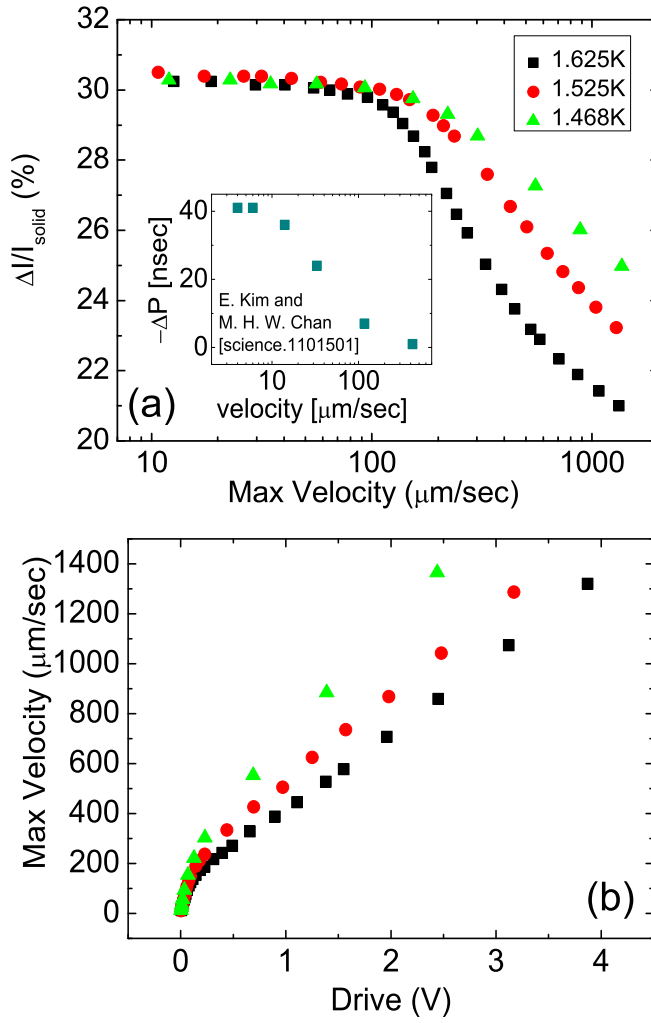 32
30
28
26
24
22
20
ΔI/I_solid (%)
1.625K
1.525K
1.468K
40
20
0
−ΔP [nsec]
E. Kim and
M. H. W. Chan
[science.1101501]
10
100
velocity [μm/sec]
(a)
10
100
1000
Max Velocity (μm/sec)
1400
1200
1000
800
600
400
200
0
Max Velocity (μm/sec)
(b)
0
1
2
3
4
Drive (V)